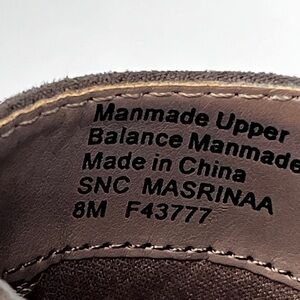 Manmade Upper
Balance Manmade
Made in China
SNC MASRINAA
8M F43777